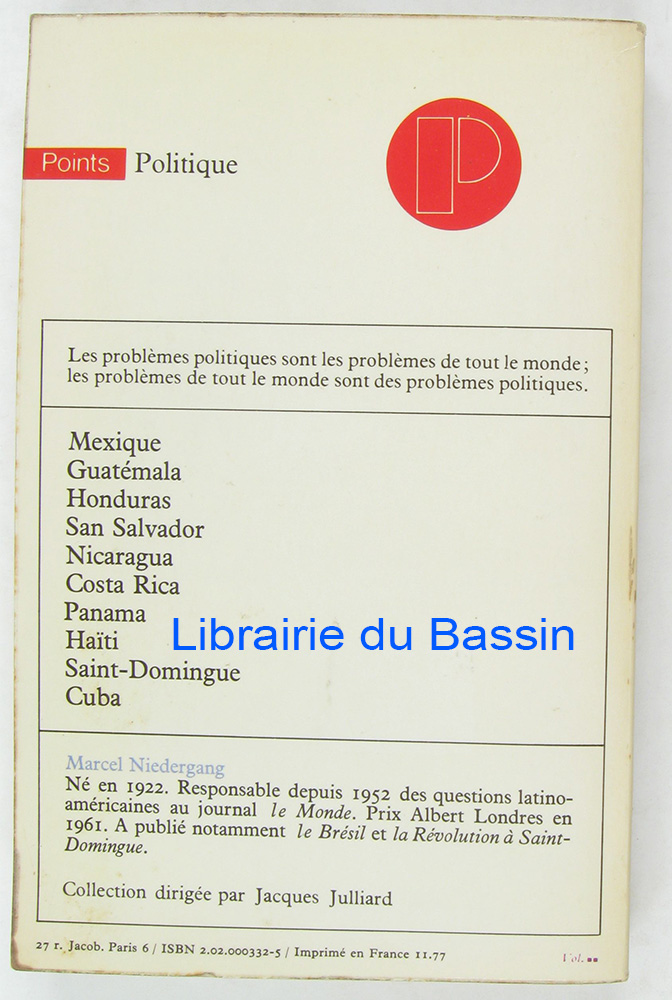 Points Politique
P
Les problèmes politiques sont les problèmes de tout le monde ;
les problèmes de tout le monde sont des problèmes politiques.
Mexique
Guatémala
Honduras
San Salvador
Nicaragua
Costa Rica
Panama
Haïti
Librairie du Bassin
Saint-Domingue
Cuba
Marcel Niedergang
Né en 1922. Responsable depuis 1952 des questions latino-
américaines au journal le Monde. Prix Albert Londres en
1961. A publié notamment le Brésil et la Révolution à Saint-
Domingue.
Collection dirigée par Jacques Julliard
27 r. Jacob. Paris 6 / ISBN 2.02.000332-5 / Imprimé en France 11.77
Vol. ▪▪